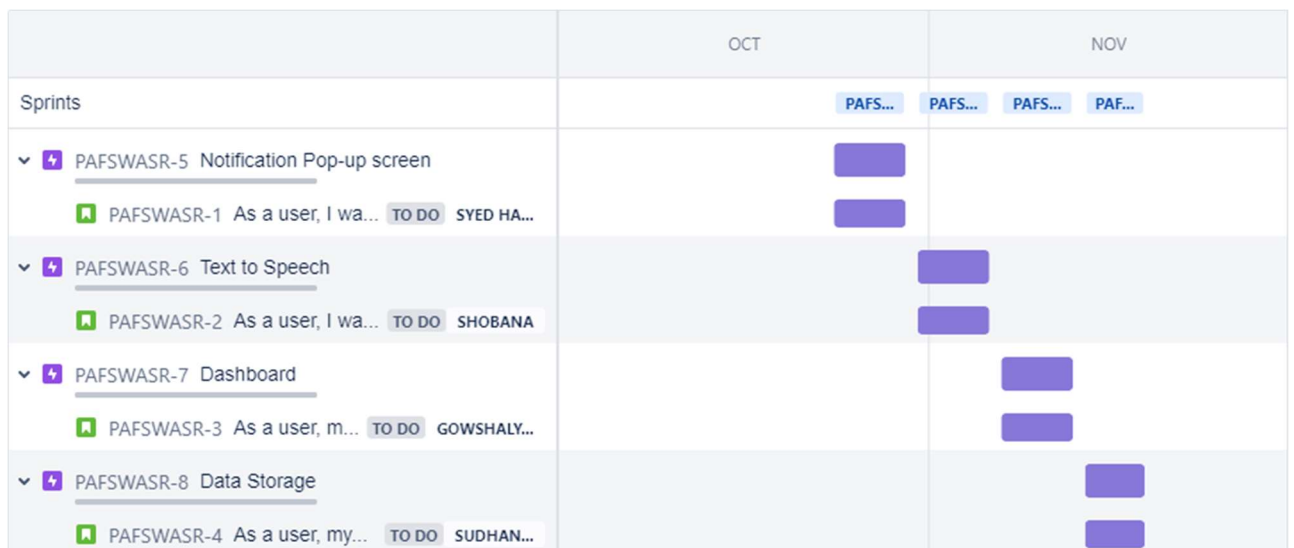 OCT NOV
Sprints PAFS... PAFS... PAFS... PAF...
PAFSWASR-5 Notification Pop-up screen
PAFSWASR-1 As a user, I wa... TO DO SYED HA...
PAFSWASR-6 Text to Speech
PAFSWASR-2 As a user, I wa... TO DO SHOBANA
PAFSWASR-7 Dashboard
PAFSWASR-3 As a user, m... TO DO GOWSHALY...
PAFSWASR-8 Data Storage
PAFSWASR-4 As a user, my... TO DO SUDHAN...